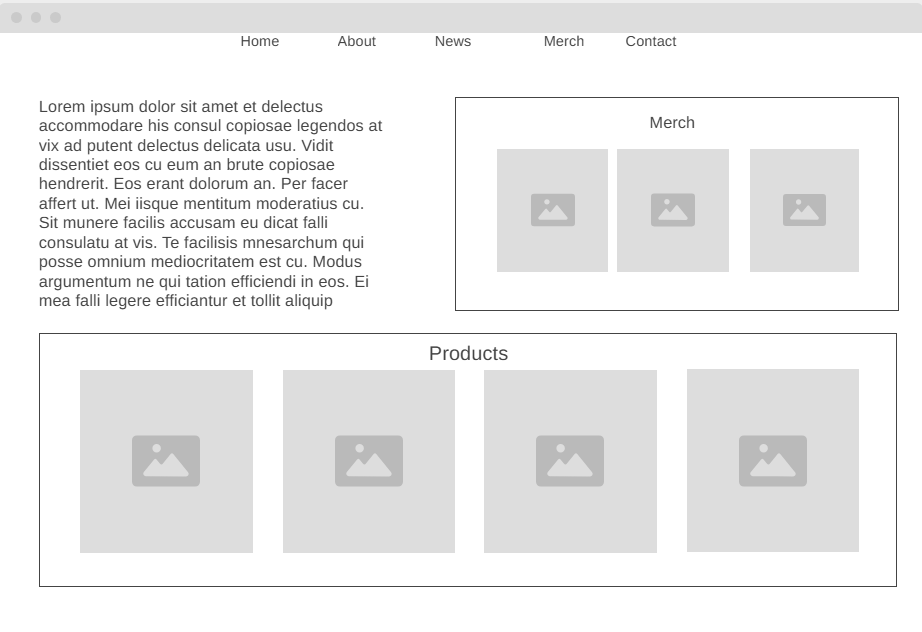 Home About News Merch Contact
Lorem ipsum dolor sit amet et delectus
accommodare his consul copiosae legendos at
vix ad putent delectus delicata usu. Vidit
dissentiet eos cu eum an brute copiosae
hendrerit. Eos erant dolorum an. Per facer
affert ut. Mei iisque mentitum moderatius cu.
Sit munere facilis accusam eu dicat falli
consulatu at vis. Te facilisis mnesarchum qui
posse omnium mediocritatem est cu. Modus
argumentum ne qui tation efficiendi in eos. Ei
mea falli legere efficiantur et tollit aliquip
Merch
Products